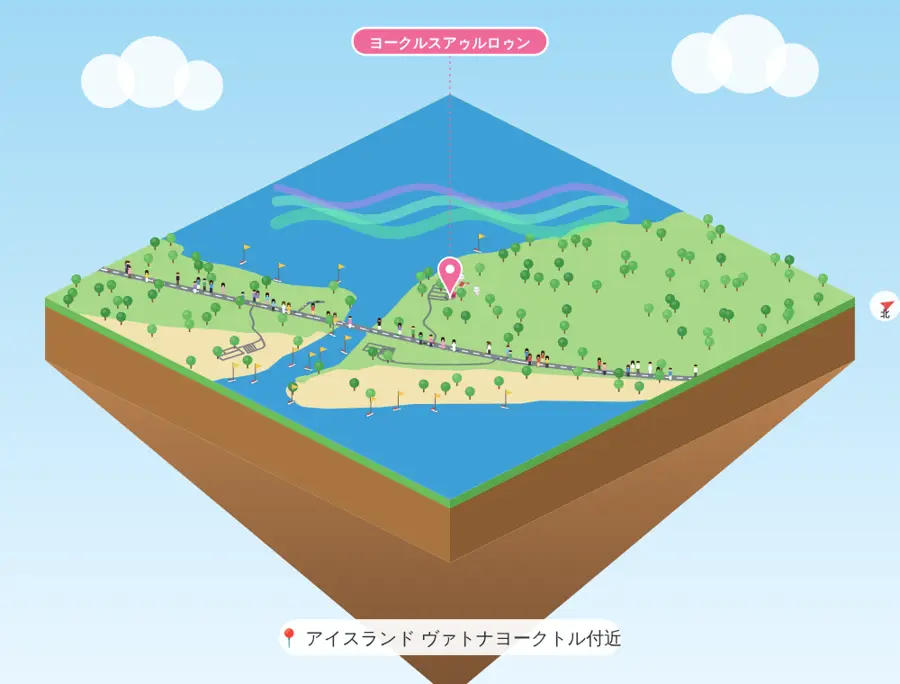 ヨークルスアゥルロゥン
北
アイスランド ヴァトナヨークトル付近